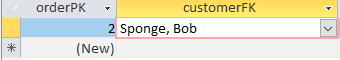 orderPK customerFK
2 Sponge, Bob
(New)